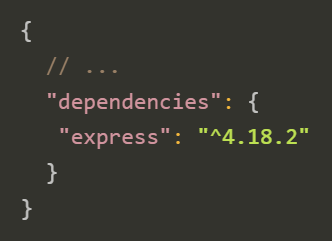 {
  // ...
  "dependencies": {
   "express": "^4.18.2"
  }
}